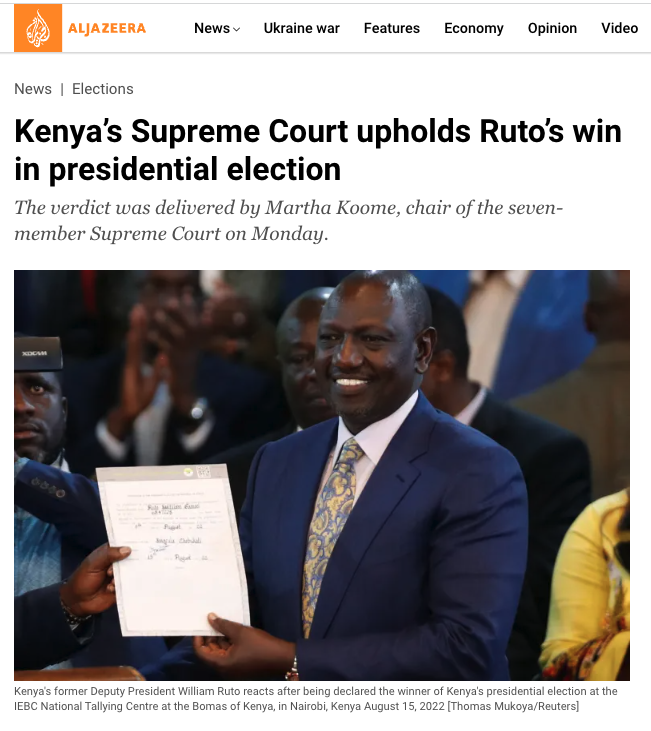 ALJAZEERA
News Ukraine war Features Economy Opinion Video
News | Elections
Kenya's Supreme Court upholds Ruto's win
in presidential election
The verdict was delivered by Martha Koome, chair of the seven-
member Supreme Court on Monday.
Kenya's former Deputy President William Ruto reacts after being declared the winner of Kenya's presidential election at the
IEBC National Tallying Centre at the Bomas of Kenya, in Nairobi, Kenya August 15, 2022 [Thomas Mukoya/Reuters]